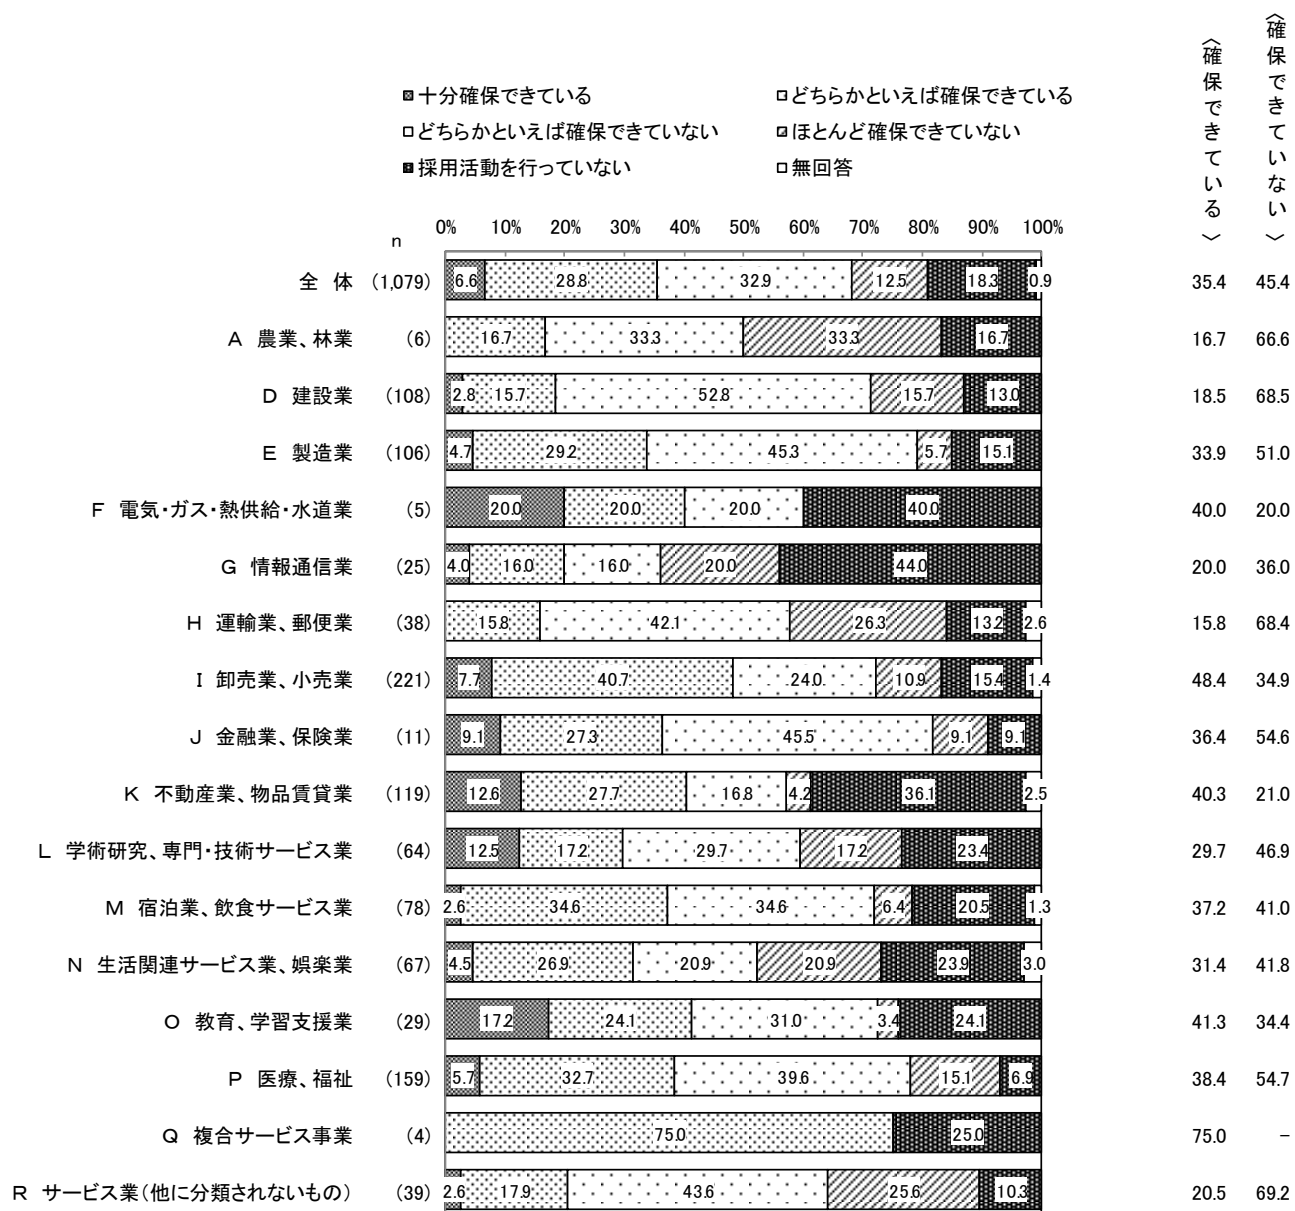 〈確保できている〉
〈確保できていない〉
十分確保できている どちらかといえば確保できている
どちらかといえば確保できていない ほとんど確保できていない
採用活動を行っていない 無回答
n 0% 10% 20% 30% 40% 50% 60% 70% 80% 90% 100%
全 体 (1,079) 6.6 28.8 32.9 12.5 18.3 0.9 35.4 45.4
A 農業、林業 (6) 16.7 33.3 33.3 16.7 16.7 66.6
D 建設業 (108) 2.8 15.7 52.8 15.7 13.0 18.5 68.5
E 製造業 (106) 4.7 29.2 45.3 5.7 15.1 33.9 51.0
F 電気・ガス・熱供給・水道業 (5) 20.0 20.0 20.0 40.0 40.0 20.0
G 情報通信業 (25) 4.0 16.0 16.0 20.0 44.0 20.0 36.0
H 運輸業、郵便業 (38) 15.8 42.1 26.3 13.2 2.6 15.8 68.4
I 卸売業、小売業 (221) 7.7 40.7 24.0 10.9 15.4 1.4 48.4 34.9
J 金融業、保険業 (11) 9.1 27.3 45.5 9.1 9.1 36.4 54.6
K 不動産業、物品賃貸業 (119) 12.6 27.7 16.8 4.2 36.1 2.5 40.3 21.0
L 学術研究、専門・技術サービス業 (64) 12.5 17.2 29.7 17.2 23.4 29.7 46.9
M 宿泊業、飲食サービス業 (78) 2.6 34.6 34.6 6.4 20.5 1.3 37.2 41.0
N 生活関連サービス業、娯楽業 (67) 4.5 26.9 20.9 20.9 23.9 3.0 31.4 41.8
O 教育、学習支援業 (29) 17.2 24.1 31.0 3.4 24.1 41.3 34.4
P 医療、福祉 (159) 5.7 32.7 39.6 15.1 6.9 38.4 54.7
Q 複合サービス事業 (4) 75.0 25.0 75.0 –
R サービス業(他に分類されないもの) (39) 2.6 17.9 43.6 25.6 10.3 20.5 69.2